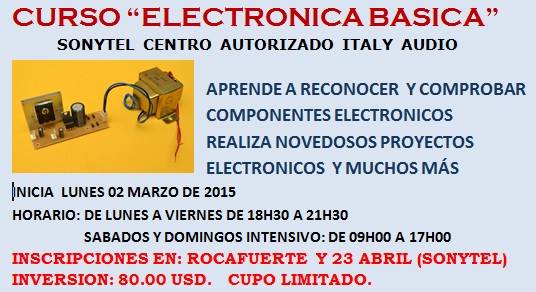 CURSO “ELECTRONICA BASICA”
SONYTEL CENTRO AUTORIZADO ITALY AUDIO
APRENDE A RECONOCER Y COMPROBAR
COMPONENTES ELECTRONICOS
REALIZA NOVEDOSOS PROYECTOS
ELECTRONICOS Y MUCHOS MÁS
INICIA LUNES 02 MARZO DE 2015
HORARIO: DE LUNES A VIERNES DE 18H30 A 21H30
SABADOS Y DOMINGOS INTENSIVO: DE 09H00 A 17H00
INSCRIPCIONES EN: ROCAFUERTE Y 23 ABRIL (SONYTEL)
INVERSION: 80.00 USD. CUPO LIMITADO.